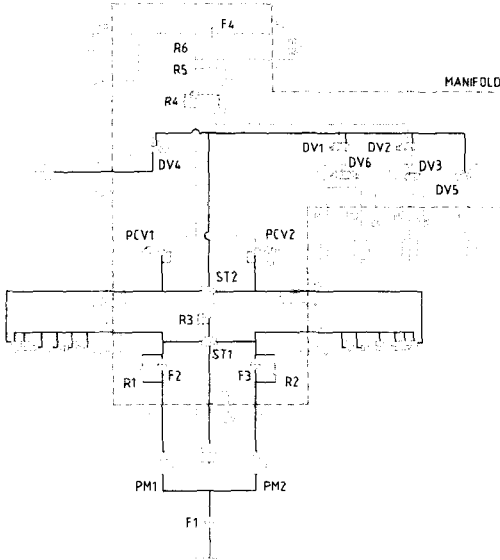 F4
R6
R5
MANIFOLD
R4
DV1
DV2
DV4
DV6
DV3
DV5
PCV1
PCV2
ST2
R3
ST1
R1
F2
F3
R2
PM1
PM2
F1